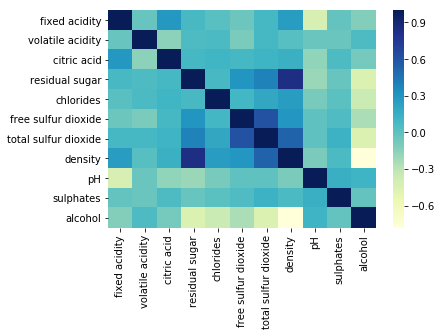 fixed acidity
volatile acidity
citric acid
residual sugar
chlorides
free sulfur dioxide
total sulfur dioxide
density
pH
sulphates
alcohol
fixed acidity
volatile acidity
citric acid
residual sugar
chlorides
free sulfur dioxide
total sulfur dioxide
density
pH
sulphates
alcohol
0.9
0.6
0.3
0.0
−0.3
−0.6